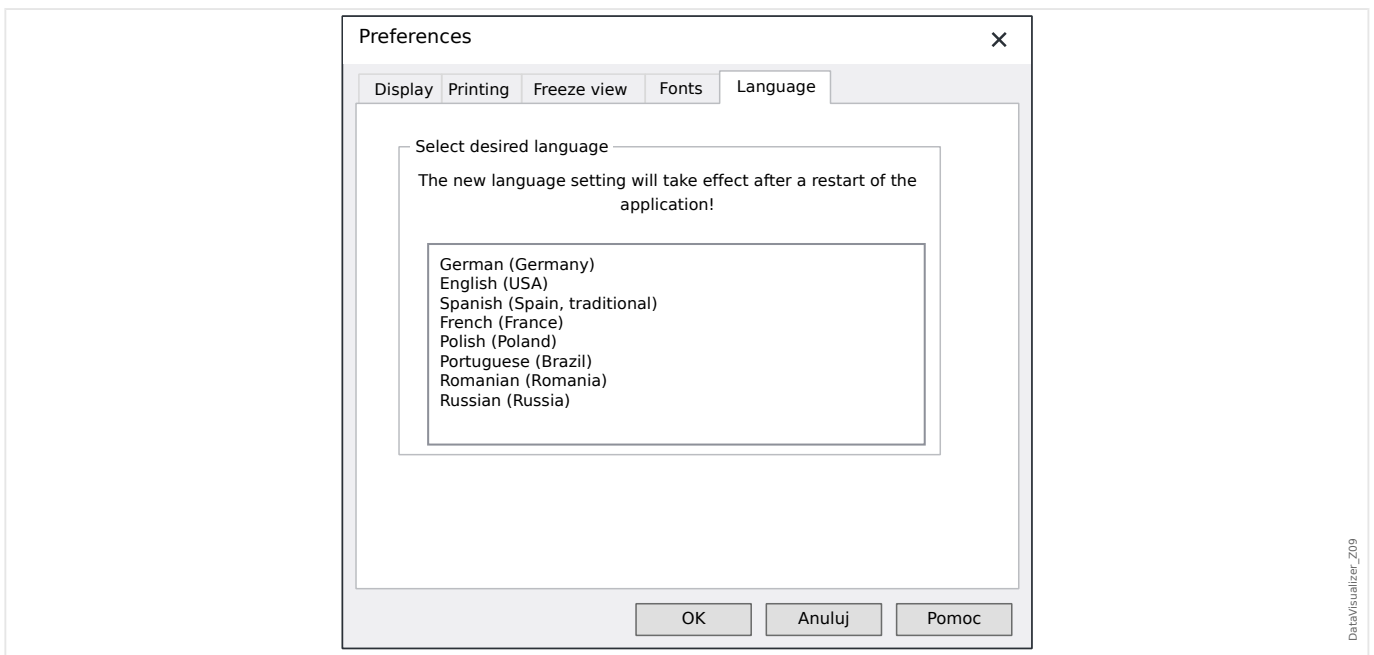 Preferences
Display Printing Freeze view Fonts Language
Select desired language
The new language setting will take effect after a restart of the
application!
German (Germany)
English (USA)
Spanish (Spain, traditional)
French (France)
Polish (Poland)
Portuguese (Brazil)
Romanian (Romania)
Russian (Russia)
OK Anuluj Pomoc
DataVisualizer_Z09